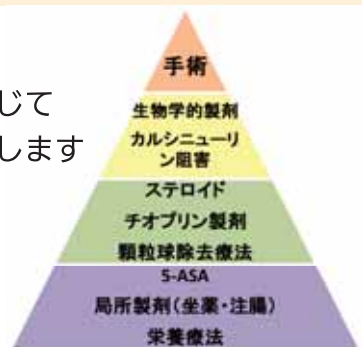 じて
します
手術
生物学的製剤
カルシニューリ
ン阻害
ステロイド
チオプリン製剤
顆粒球除去療法
5-ASA
局所製剤（坐薬・注腸）
栄養療法